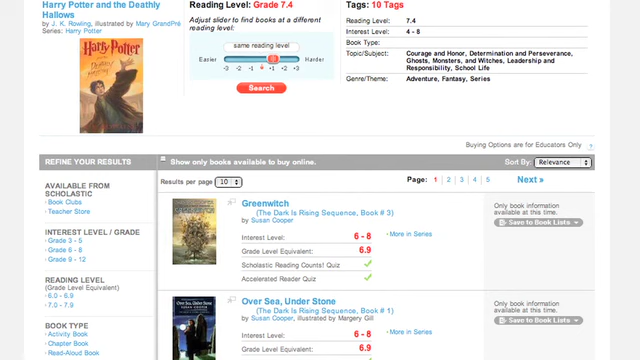 Harry Potter and the Deathly
Hallows
by J. K. Rowling, illustrated by Mary GrandPré
Series: Harry Potter
Reading Level: Grade 7.4
Adjust slider to find books at a different
reading level:
same reading level
Easier
Harder
-3 -2 -1 +1 +2 +3
Search
Tags: 10 Tags
Reading Level: 7.4
Interest Level: 4 - 8
Book Type:
Topic/Subject: Courage and Honor, Determination and Perseverance,
Ghosts, Monsters, and Witches, Leadership and
Responsibility, School Life
Genre/Theme: Adventure, Fantasy, Series
Harry Potter
Buying Options are for Educators Only ?
REFINE YOUR RESULTS
Show only books available to buy online.
Sort By: Relevance
AVAILABLE FROM
SCHOLASTIC
Book Clubs
Teacher Store
INTEREST LEVEL / GRADE
Grade 3 - 5
Grade 6 - 8
Grade 9 - 12
READING LEVEL
(Grade Level Equivalent)
6.0 - 6.9
7.0 - 7.9
BOOK TYPE
Activity Book
Chapter Book
Read-Aloud Book
Results per page 10
Page: 1 2 3 4 5 Next »
Greenwitch
(The Dark Is Rising Sequence, Book # 3)
by Susan Cooper
Interest Level: 6 - 8
Grade Level Equivalent: 6.9
Scholastic Reading Counts! Quiz
Accelerated Reader Quiz
More in Series
Only book information
available at this time.
Save to Book Lists
Over Sea, Under Stone
(The Dark Is Rising Sequence, Book # 1)
by Susan Cooper, illustrated by Margery Gill
Interest Level: 6 - 8
Grade Level Equivalent: 6.9
More in Series
Only book information
available at this time.
Save to Book Lists